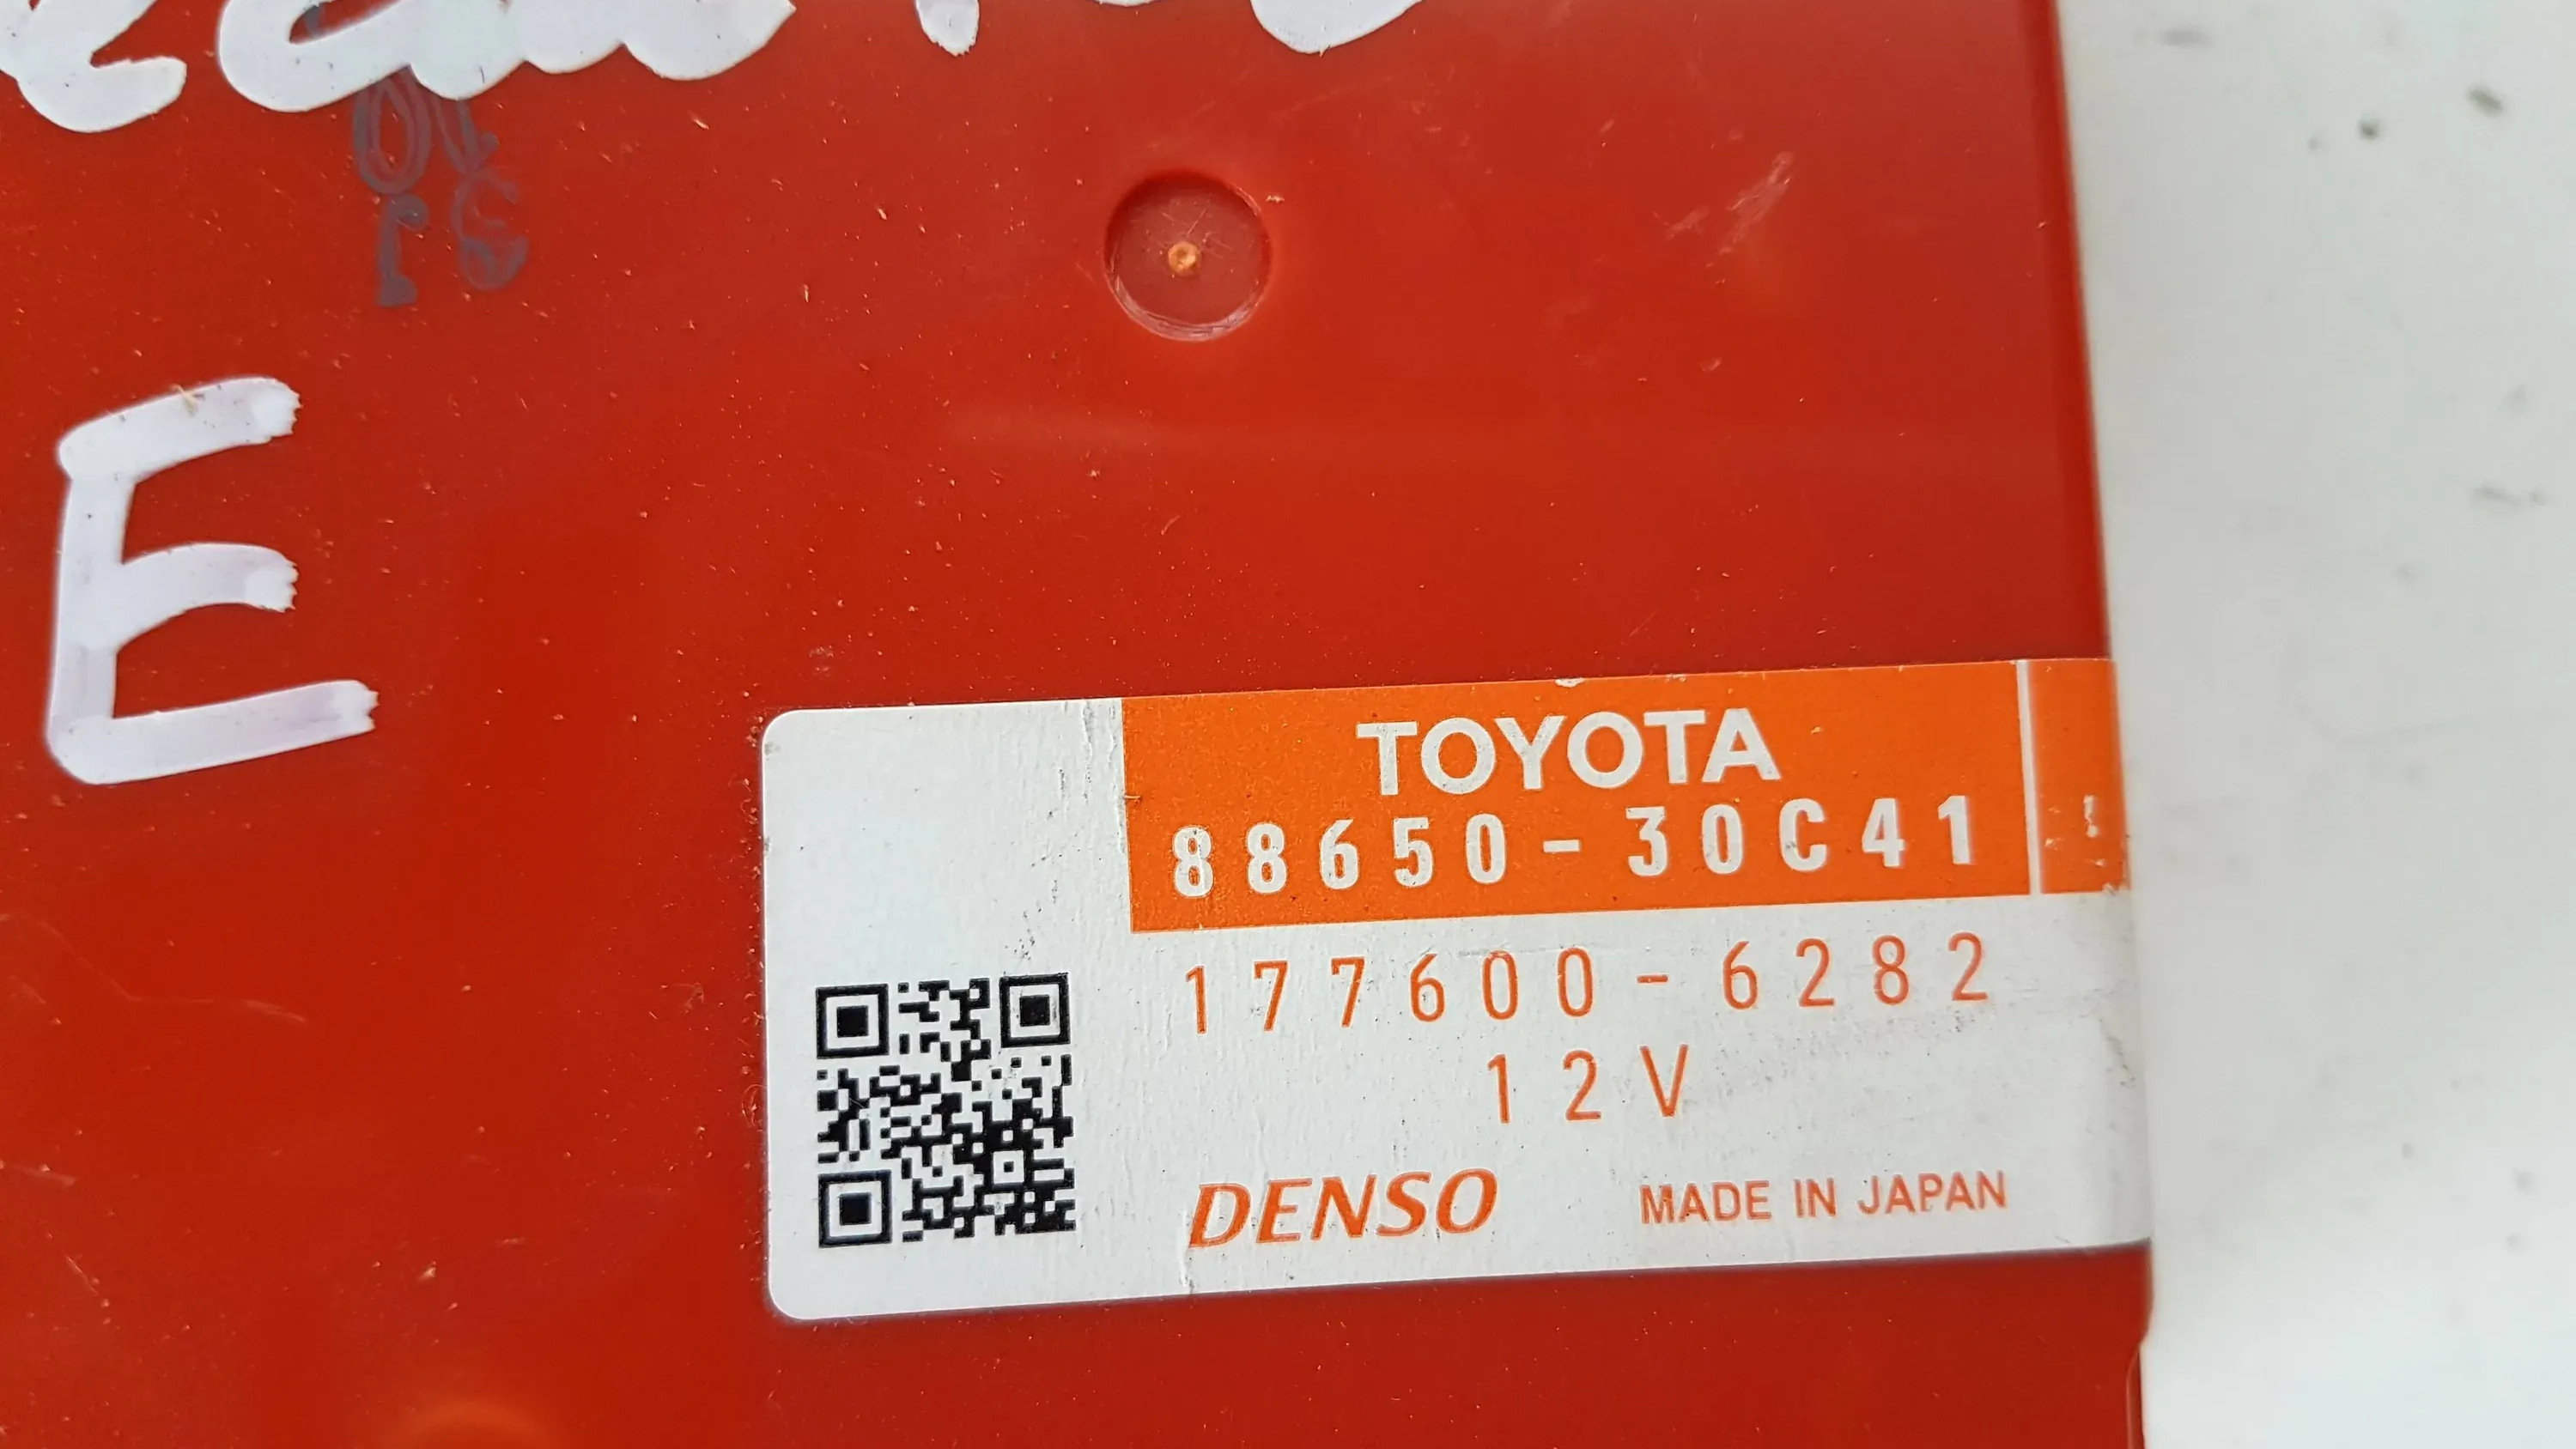 E
TOYOTA
88650-30C41
177600-6282
12V
DENSO
MADE IN JAPAN